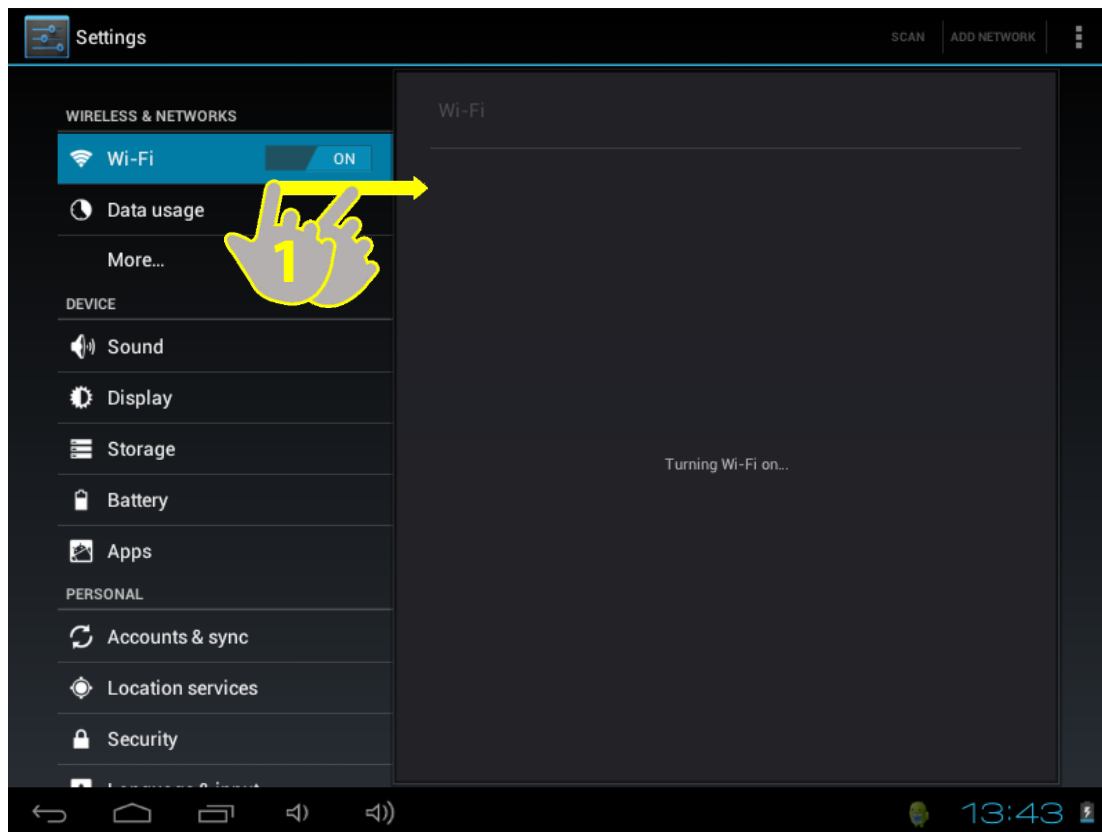 Settings
SCAN
ADD NETWORK
WIRELESS & NETWORKS
Wi-Fi
ON
Data usage
More...
1
DEVICE
Sound
Display
Storage
Battery
Apps
PERSONAL
Accounts & sync
Location services
Security
Wi-Fi
Turning Wi-Fi on...
13:43